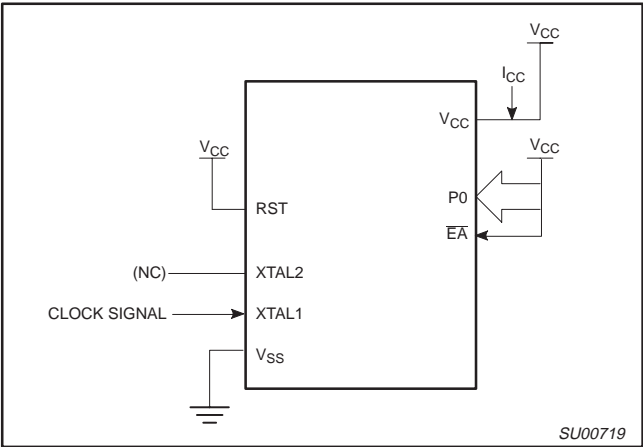 VCC
ICC
VCC
VCC
VCC
RST
P0
EA
(NC)
XTAL2
CLOCK SIGNAL
XTAL1
VSS
SU00719